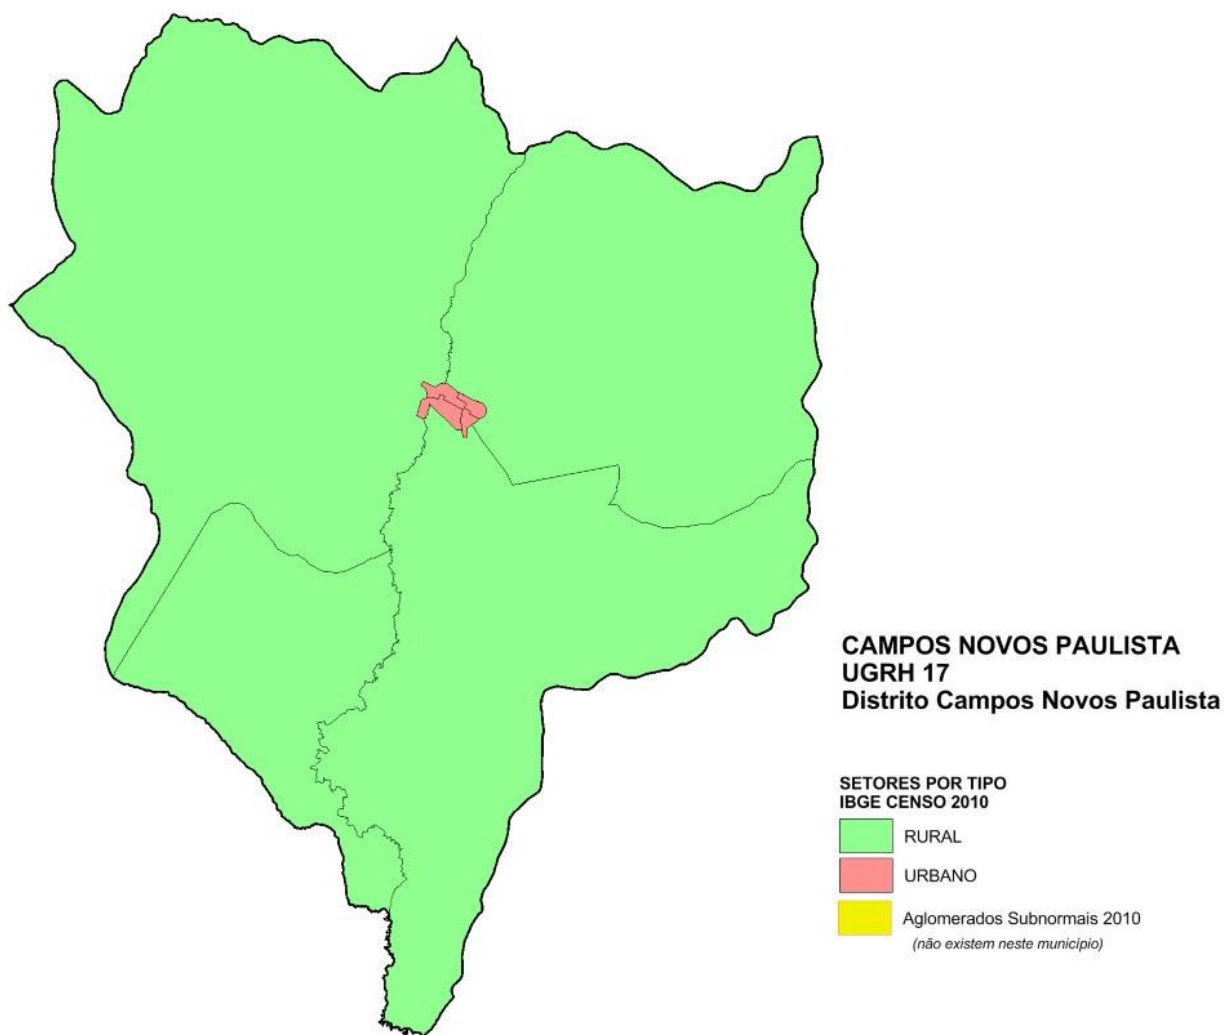 CAMPOS NOVOS PAULISTA
UGRH 17
Distrito Campos Novos Paulista
SETORES POR TIPO
IBGE CENSO 2010
RURAL
URBANO
Aglomerados Subnormais 2010
(não existem neste município)